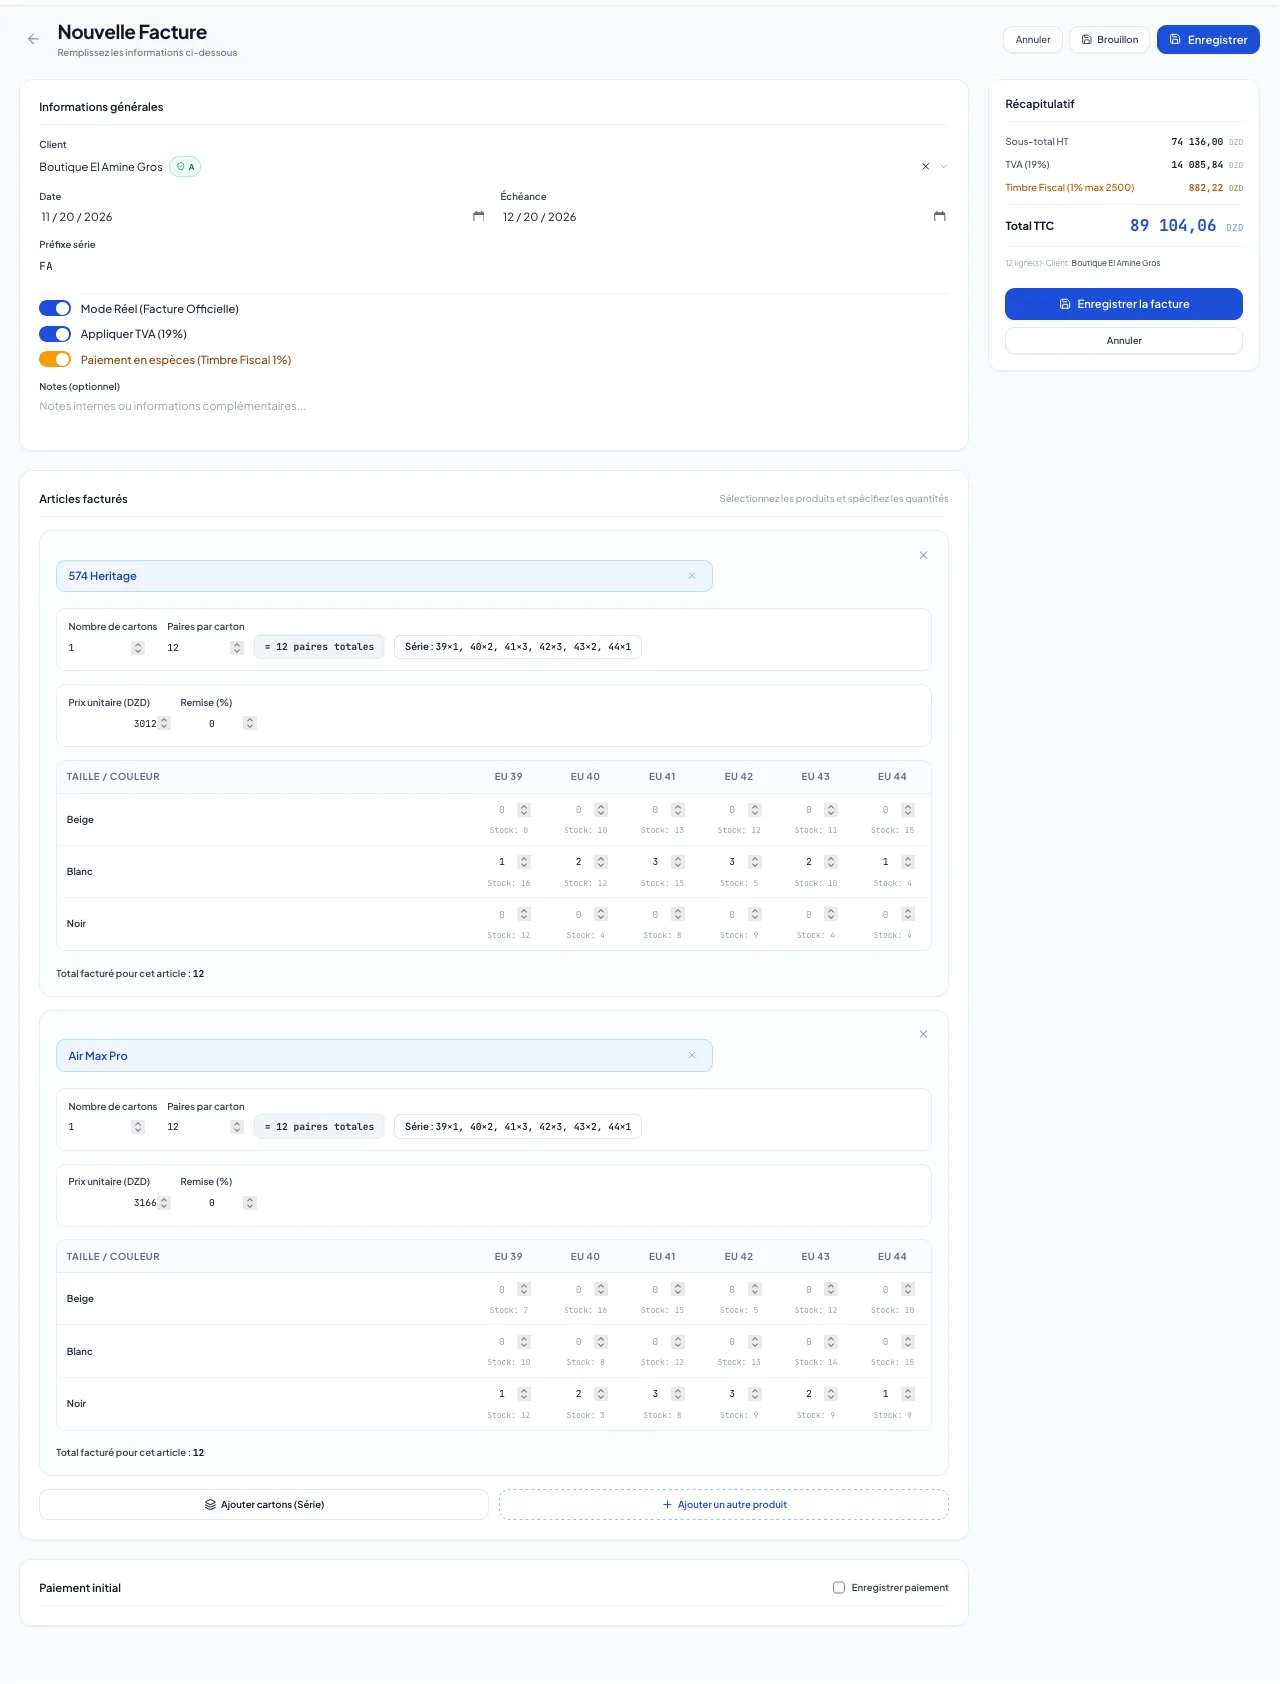 Nouvelle Facture
Remplissez les informations ci-dessous
Annuler
Brouillon
Enregistrer
Informations générales
Client
Boutique El Amine Gros A
Date
11 / 20 / 2026
Échéance
12 / 20 / 2026
Préfixe série
FA
Mode Réel (Facture Officielle)
Appliquer TVA (19%)
Paiement en espèces (Timbre Fiscal 1%)
Notes (optionnel)
Notes internes ou informations complémentaires...
Récapitulatif
Sous-total HT 74 136,00 DZD
TVA (19%) 14 085,84 DZD
Timbre Fiscal (1% max 2500) 882,22 DZD
Total TTC 89 104,06 DZD
12 ligne(s) · Client: Boutique El Amine Gros
Enregistrer la facture
Annuler
Articles facturés
Sélectionnez les produits et spécifiez les quantités
574 Heritage
Nombre de cartons Paires par carton
1 12 = 12 paires totales Série : 39×1, 40×2, 41×3, 42×3, 43×2, 44×1
Prix unitaire (DZD) Remise (%)
3012 0
TAILLE / COULEUR EU 39 EU 40 EU 41 EU 42 EU 43 EU 44
Beige 0 0 0 0 0 0
Stock: 0 Stock: 10 Stock: 13 Stock: 12 Stock: 11 Stock: 15
Blanc 1 2 3 3 2 1
Stock: 16 Stock: 12 Stock: 15 Stock: 5 Stock: 10 Stock: 4
Noir 0 0 0 0 0 0
Stock: 12 Stock: 4 Stock: 8 Stock: 9 Stock: 4 Stock: 4
Total facturé pour cet article : 12
Air Max Pro
Nombre de cartons Paires par carton
1 12 = 12 paires totales Série : 39×1, 40×2, 41×3, 42×3, 43×2, 44×1
Prix unitaire (DZD) Remise (%)
3166 0
TAILLE / COULEUR EU 39 EU 40 EU 41 EU 42 EU 43 EU 44
Beige 0 0 0 0 0 0
Stock: 7 Stock: 16 Stock: 15 Stock: 5 Stock: 12 Stock: 10
Blanc 0 0 0 0 0 0
Stock: 10 Stock: 8 Stock: 12 Stock: 13 Stock: 14 Stock: 15
Noir 1 2 3 3 2 1
Stock: 12 Stock: 3 Stock: 8 Stock: 9 Stock: 9 Stock: 9
Total facturé pour cet article : 12
Ajouter cartons (Série)
+ Ajouter un autre produit
Paiement initial
Enregistrer paiement